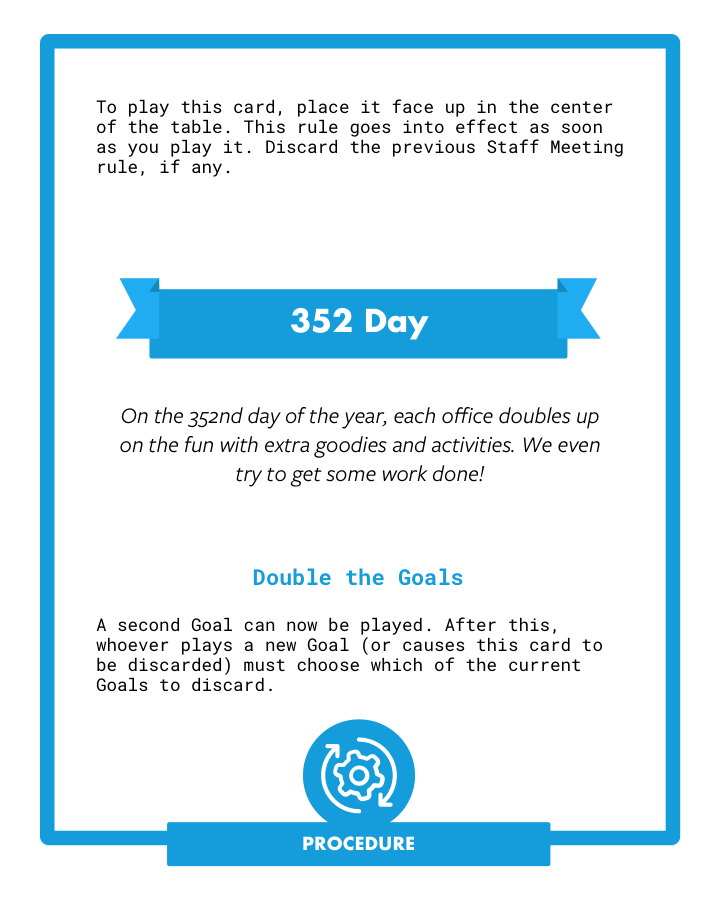 To play this card, place it face up in the center
of the table. This rule goes into effect as soon
as you play it. Discard the previous Staff Meeting
rule, if any.
352 Day
On the 352nd day of the year, each office doubles up
on the fun with extra goodies and activities. We even
try to get some work done!
Double the Goals
A second Goal can now be played. After this,
whoever plays a new Goal (or causes this card to
be discarded) must choose which of the current
Goals to discard.
PROCEDURE